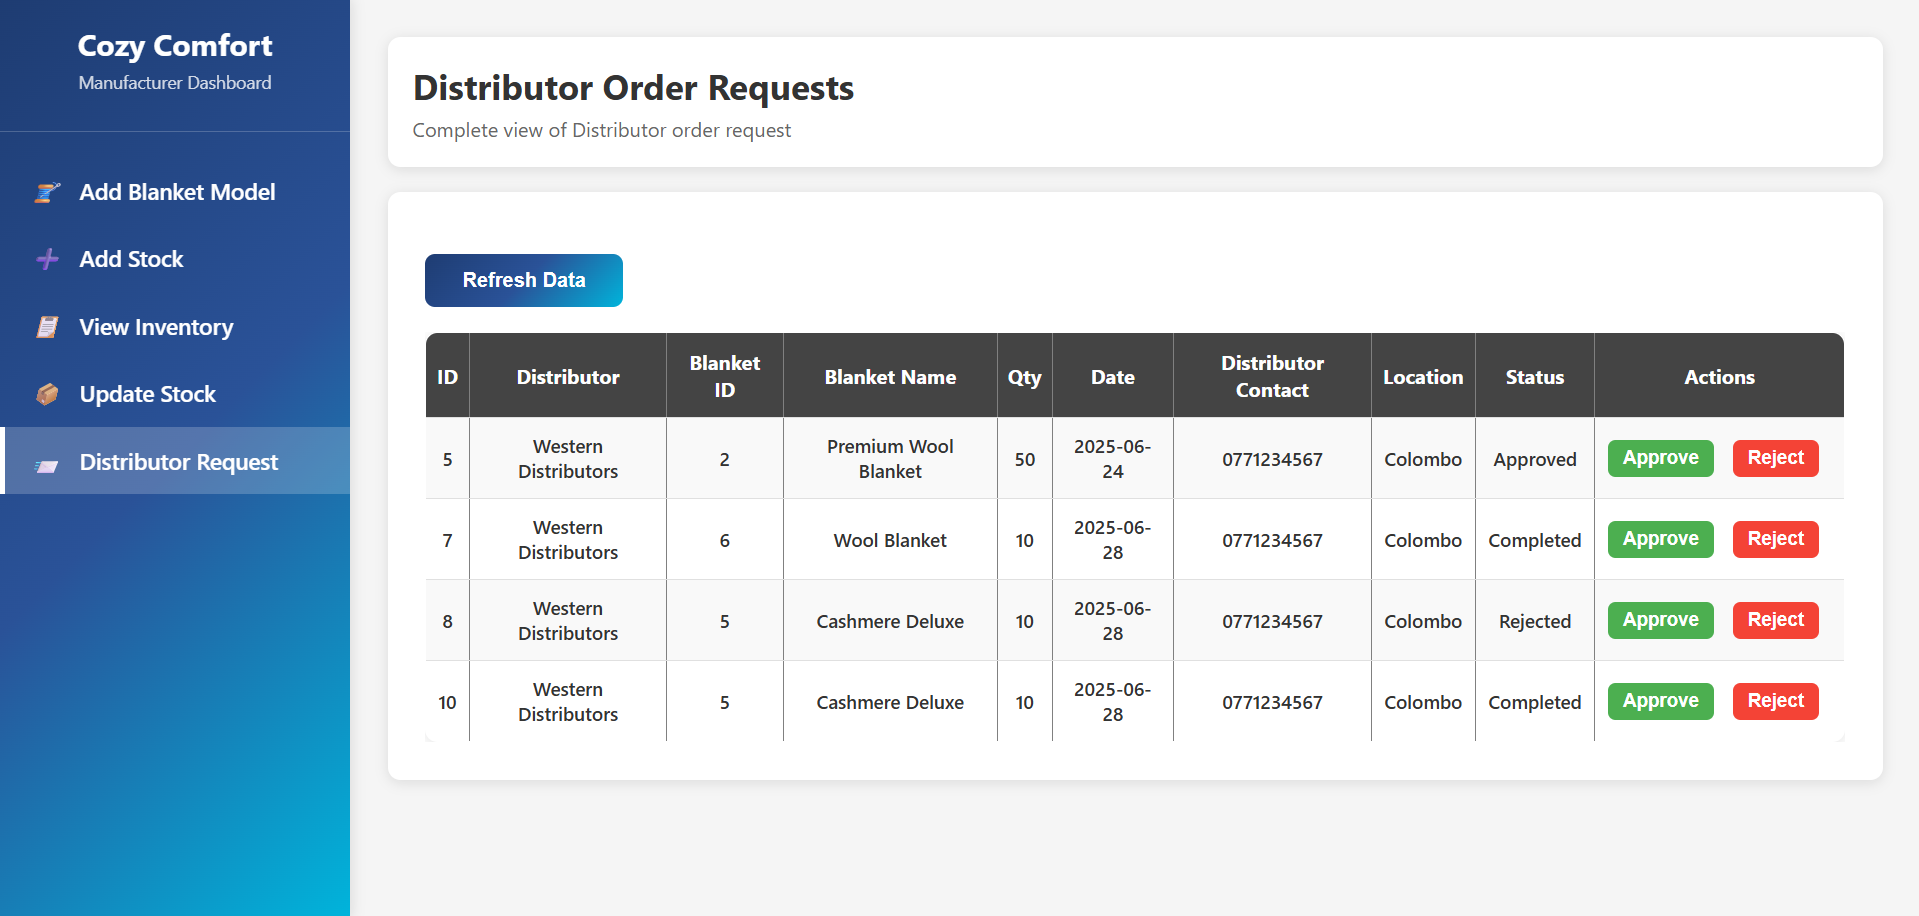 Cozy Comfort
Manufacturer Dashboard
Add Blanket Model
Add Stock
View Inventory
Update Stock
Distributor Request
Distributor Order Requests
Complete view of Distributor order request
Refresh Data
ID Distributor Blanket ID Blanket Name Qty Date Distributor Contact Location Status Actions
5 Western Distributors 2 Premium Wool Blanket 50 2025-06-24 0771234567 Colombo Approved Approve Reject
7 Western Distributors 6 Wool Blanket 10 2025-06-28 0771234567 Colombo Completed Approve Reject
8 Western Distributors 5 Cashmere Deluxe 10 2025-06-28 0771234567 Colombo Rejected Approve Reject
10 Western Distributors 5 Cashmere Deluxe 10 2025-06-28 0771234567 Colombo Completed Approve Reject